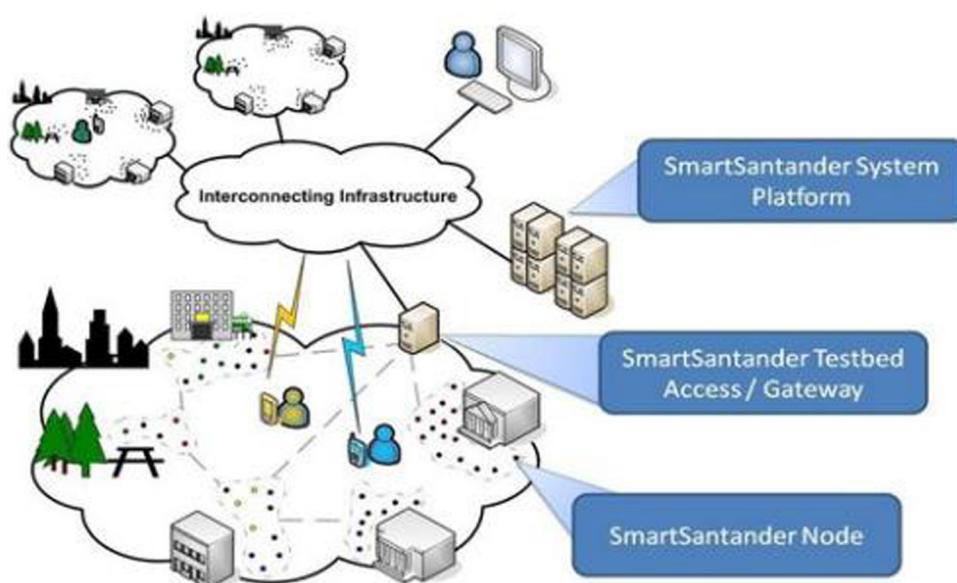 Interconnecting Infrastructure
SmartSantander System
Platform
SmartSantander Testbed
Access / Gateway
SmartSantander Node